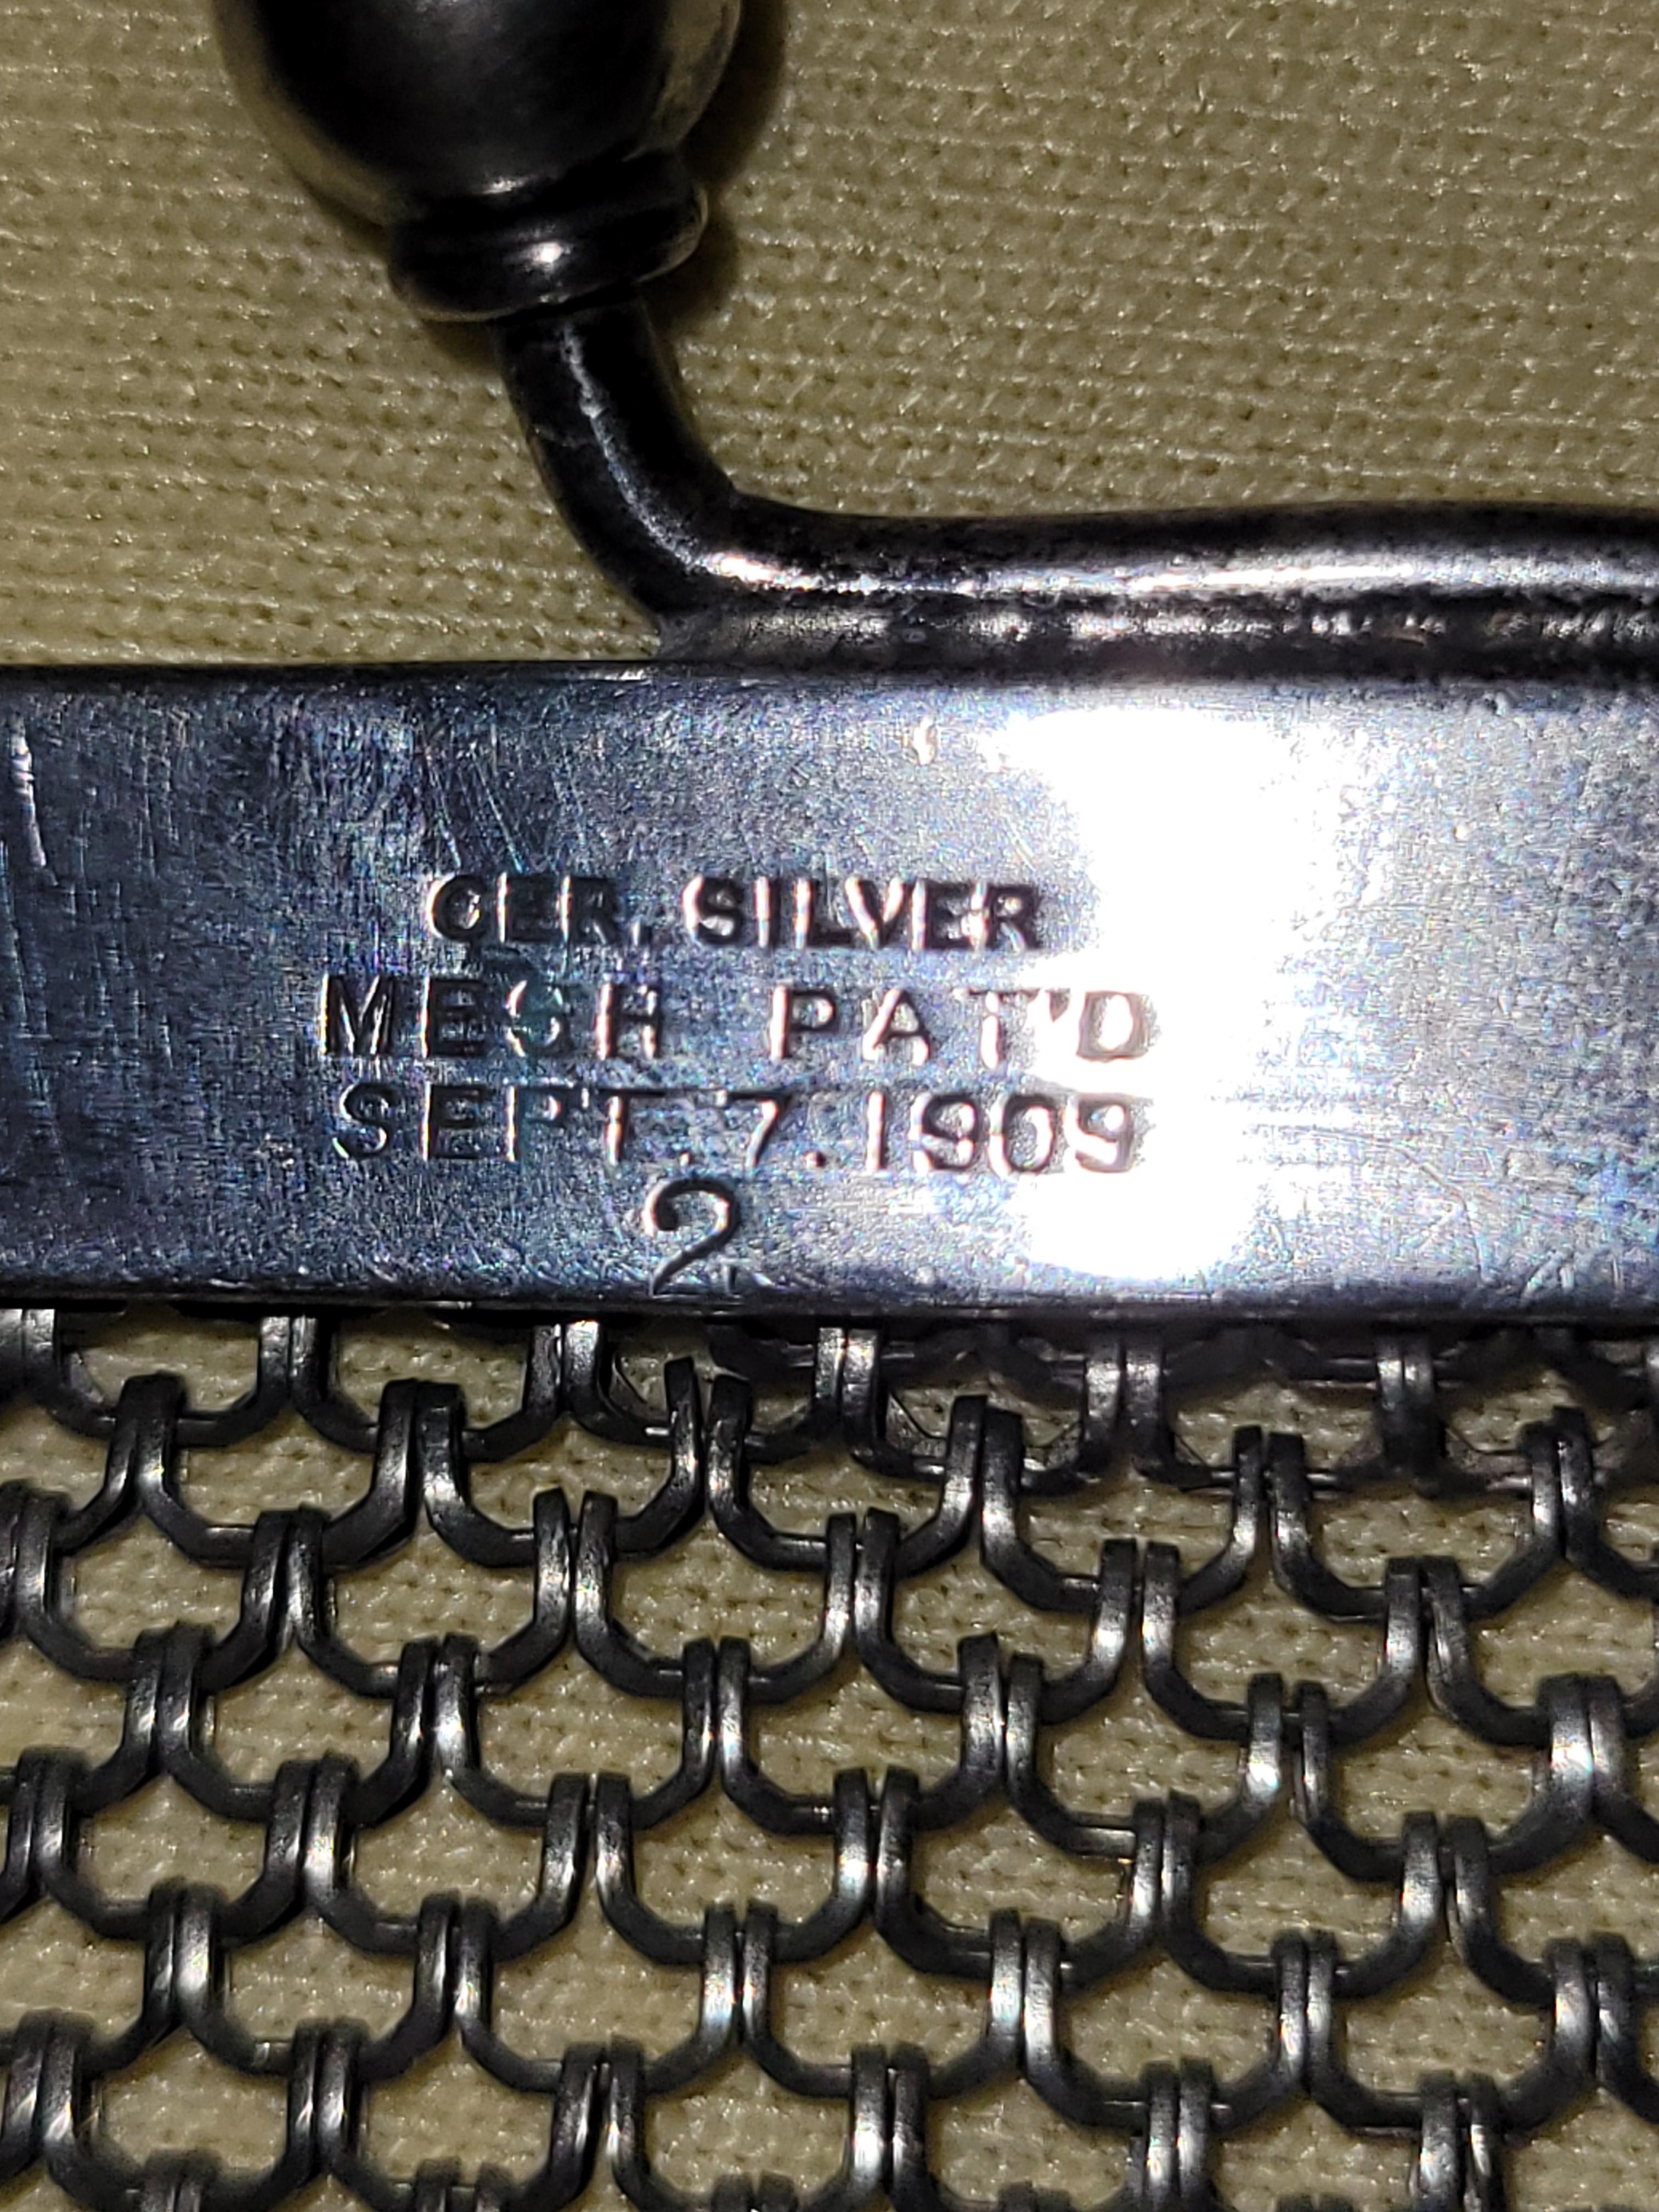 GER. SILVER
MESH PAT'D
SEPT. 7. 1909
2